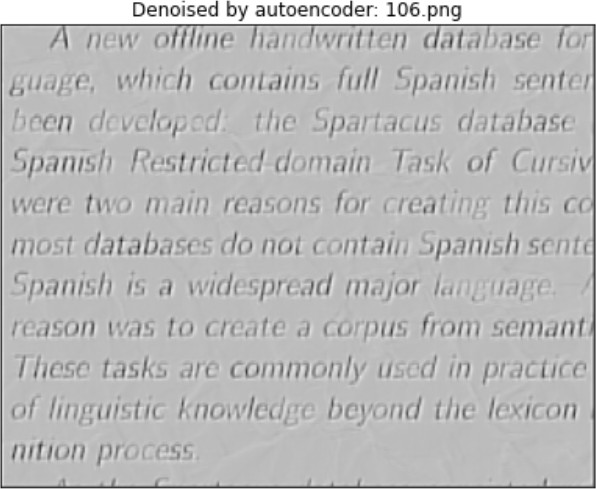 Denoised by autoencoder: 106.png
A new offline handwritten database for
guage, which contains full Spanish senter
been developed: the Spartacus database
Spanish Restricted-domain Task of Cursiv
were two main reasons for creating this co
most databases do not contain Spanish sente
Spanish is a widespread major language.
reason was to create a corpus from semanti
These tasks are commonly used in practice
of linguistic knowledge beyond the lexicon
nition process.